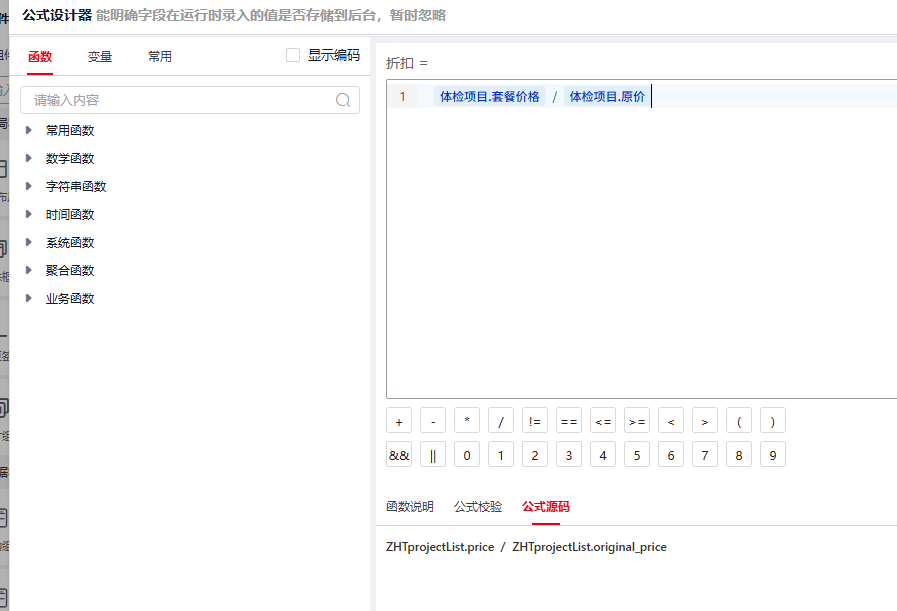 公式设计器 能明确字段在运行时录入的值是否存储到后台，暂时忽略
函数 变量 常用 显示编码
请输入内容
常用函数
数学函数
字符串函数
时间函数
系统函数
聚合函数
业务函数
折扣 =
1 体检项目.套餐价格 / 体检项目.原价
+ - * / != == <= >= < > ( )
&& || 0 1 2 3 4 5 6 7 8 9
函数说明 公式校验 公式源码
ZHTprojectList.price / ZHTprojectList.original_price